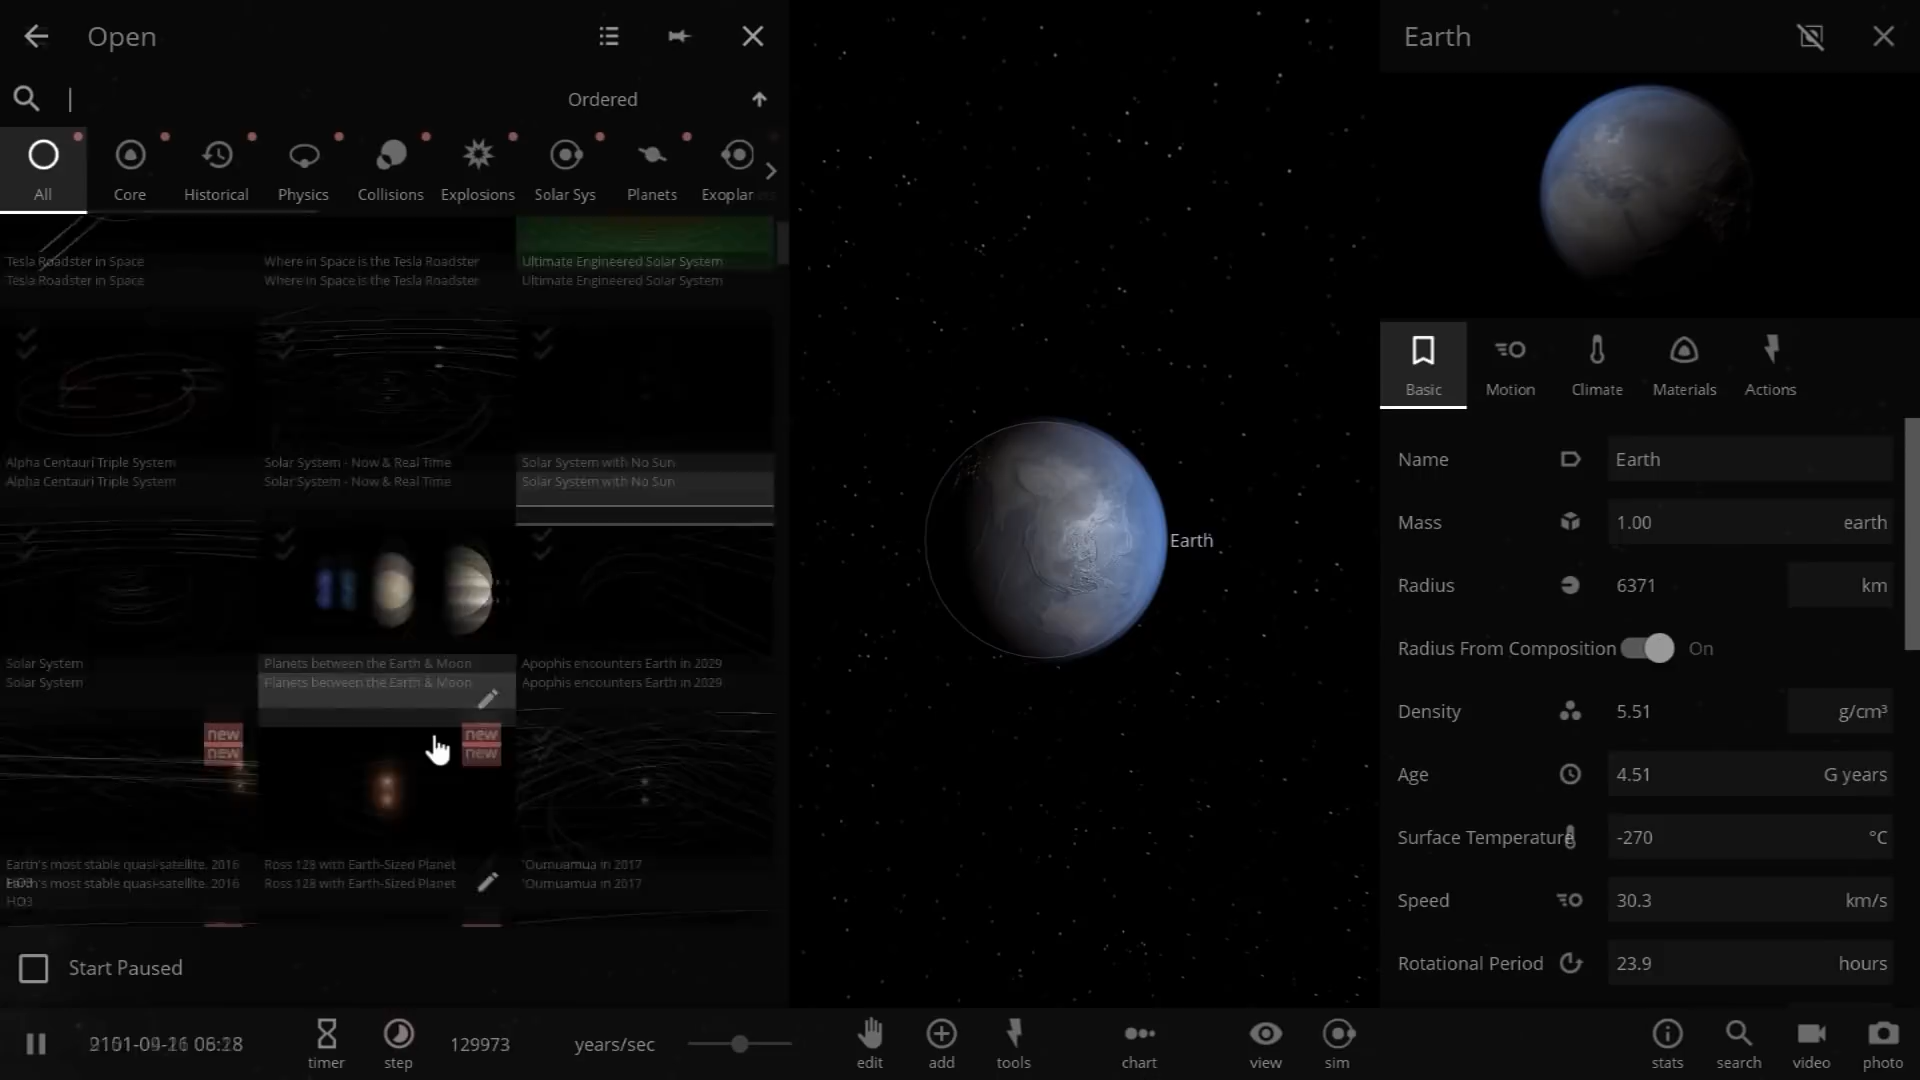 Open
Ordered
All
Core
Historical
Physics
Collisions
Explosions
Solar Sys
Planets
Exoplar
Tesla Roadster in Space
Tesla Roadster in Space
Where in Space is the Tesla Roadster
Where in Space is the Tesla Roadster
Ultimate Engineered Solar System
Ultimate Engineered Solar System
Alpha Centauri Triple System
Alpha Centauri Triple System
Solar System - Now & Real Time
Solar System - Now & Real Time
Solar System with No Sun
Solar System with No Sun
Solar System
Solar System
Planets between the Earth & Moon
Planets between the Earth & Moon
Apophis encounters Earth in 2029
Apophis encounters Earth in 2029
new
new
new
new
Earth's most stable quasi-satellite. 2016
Earth's most stable quasi-satellite. 2016
HO3
Ross 128 with Earth-Sized Planet
Ross 128 with Earth-Sized Planet
'Oumuamua in 2017
'Oumuamua in 2017
Start Paused
06:28
timer
step
129973
years/sec
Earth
edit
add
tools
chart
view
sim
Earth
Basic
Motion
Climate
Materials
Actions
Name Earth
Mass 1.00 earth
Radius 6371 km
Radius From Composition On
Density 5.51 g/cm³
Age 4.51 G years
Surface Temperature -270 °C
Speed 30.3 km/s
Rotational Period 23.9 hours
stats
search
video
photo